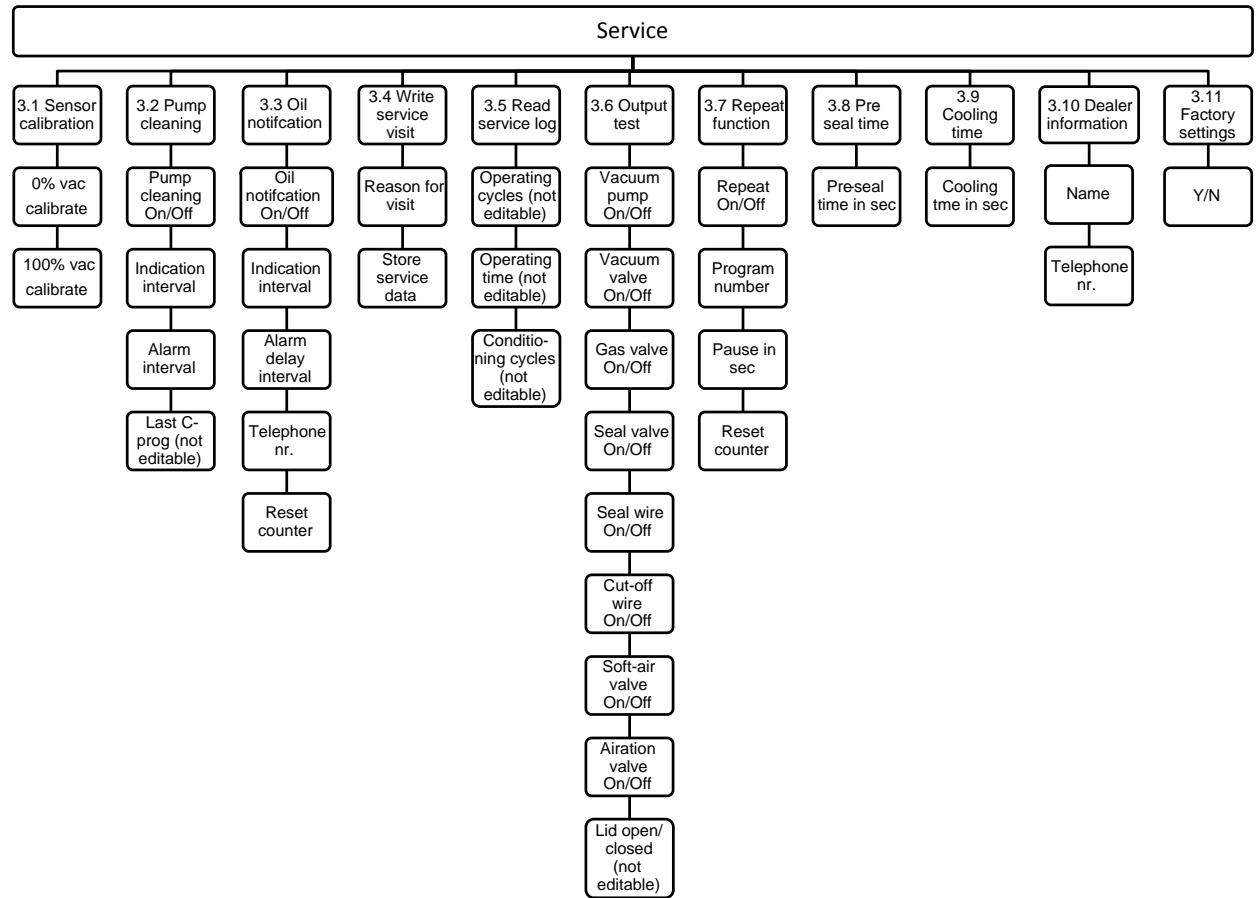 Service
3.1 Sensor
calibration
0% vac
calibrate
100% vac
calibrate
3.2 Pump
cleaning
Pump
cleaning
On/Off
Indication
interval
Alarm
interval
Last C-
prog (not
editable)
3.3 Oil
notifcation
Oil
notifcation
On/Off
Indication
interval
Alarm
delay
interval
Telephone
nr.
Reset
counter
3.4 Write
service
visit
Reason for
visit
Store
service
data
3.5 Read
service log
Operating
cycles (not
editable)
Operating
time (not
editable)
Conditio-
ning cycles
(not
editable)
3.6 Output
test
Vacuum
pump
On/Off
Vacuum
valve
On/Off
Gas valve
On/Off
Seal valve
On/Off
Seal wire
On/Off
Cut-off
wire
On/Off
Soft-air
valve
On/Off
Airation
valve
On/Off
Lid open/
closed
(not
editable)
3.7 Repeat
function
Repeat
On/Off
Program
number
Pause in
sec
Reset
counter
3.8 Pre
seal time
Pre-seal
time in sec
3.9
Cooling
time
Cooling
tme in sec
3.10 Dealer
information
Name
Telephone
nr.
3.11
Factory
settings
Y/N